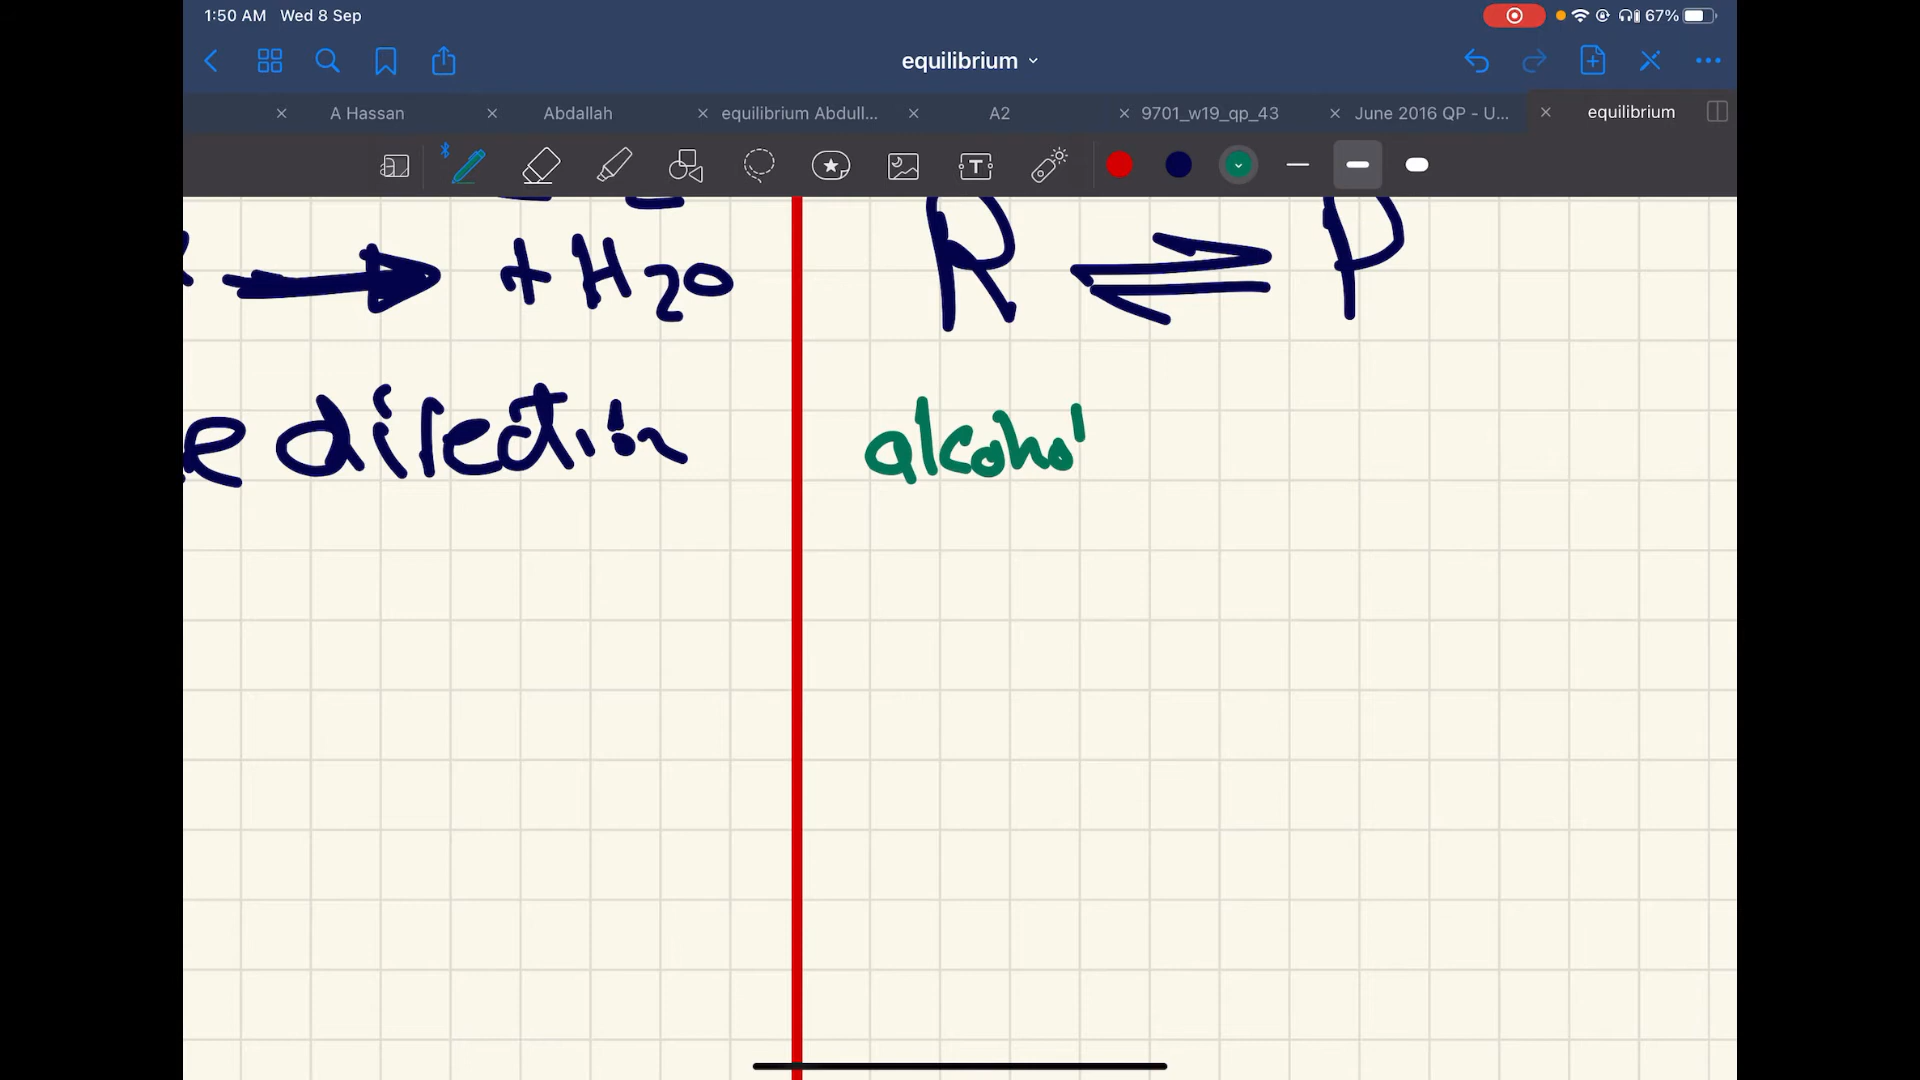 1:50 AM Wed 8 Sep 67%
equilibrium
A Hassan Abdallah equilibrium Abdull... A2 9701_w19_qp_43 June 2016 QP - U... equilibrium
→ + H2O
R ⇌ P
e direction
alcohol